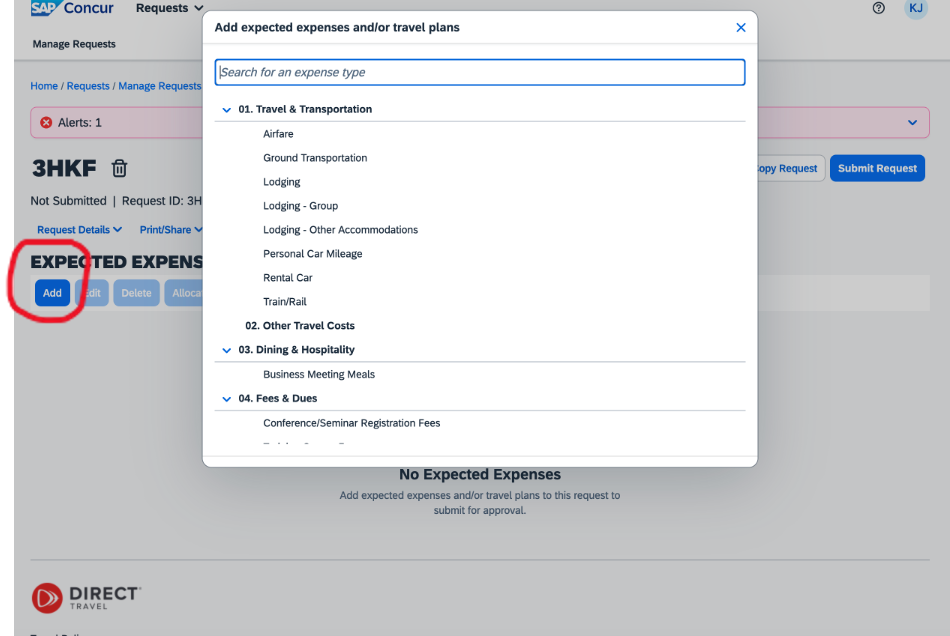 SAP Concur Requests KJ
Add expected expenses and/or travel plans
Manage Requests
Search for an expense type
Home / Requests / Manage Requests
01. Travel & Transportation
Alerts: 1
Airfare
Ground Transportation
3HKF
opy Request
Submit Request
Lodging
Not Submitted | Request ID: 3H
Lodging - Group
Request Details
Print/Share
Lodging - Other Accommodations
Personal Car Mileage
EXPECTED EXPENS
Rental Car
Add
dit
Delete
Alloca
Train/Rail
02. Other Travel Costs
03. Dining & Hospitality
Business Meeting Meals
04. Fees & Dues
Conference/Seminar Registration Fees
No Expected Expenses
Add expected expenses and/or travel plans to this request to
submit for approval.
DIRECT
TRAVEL